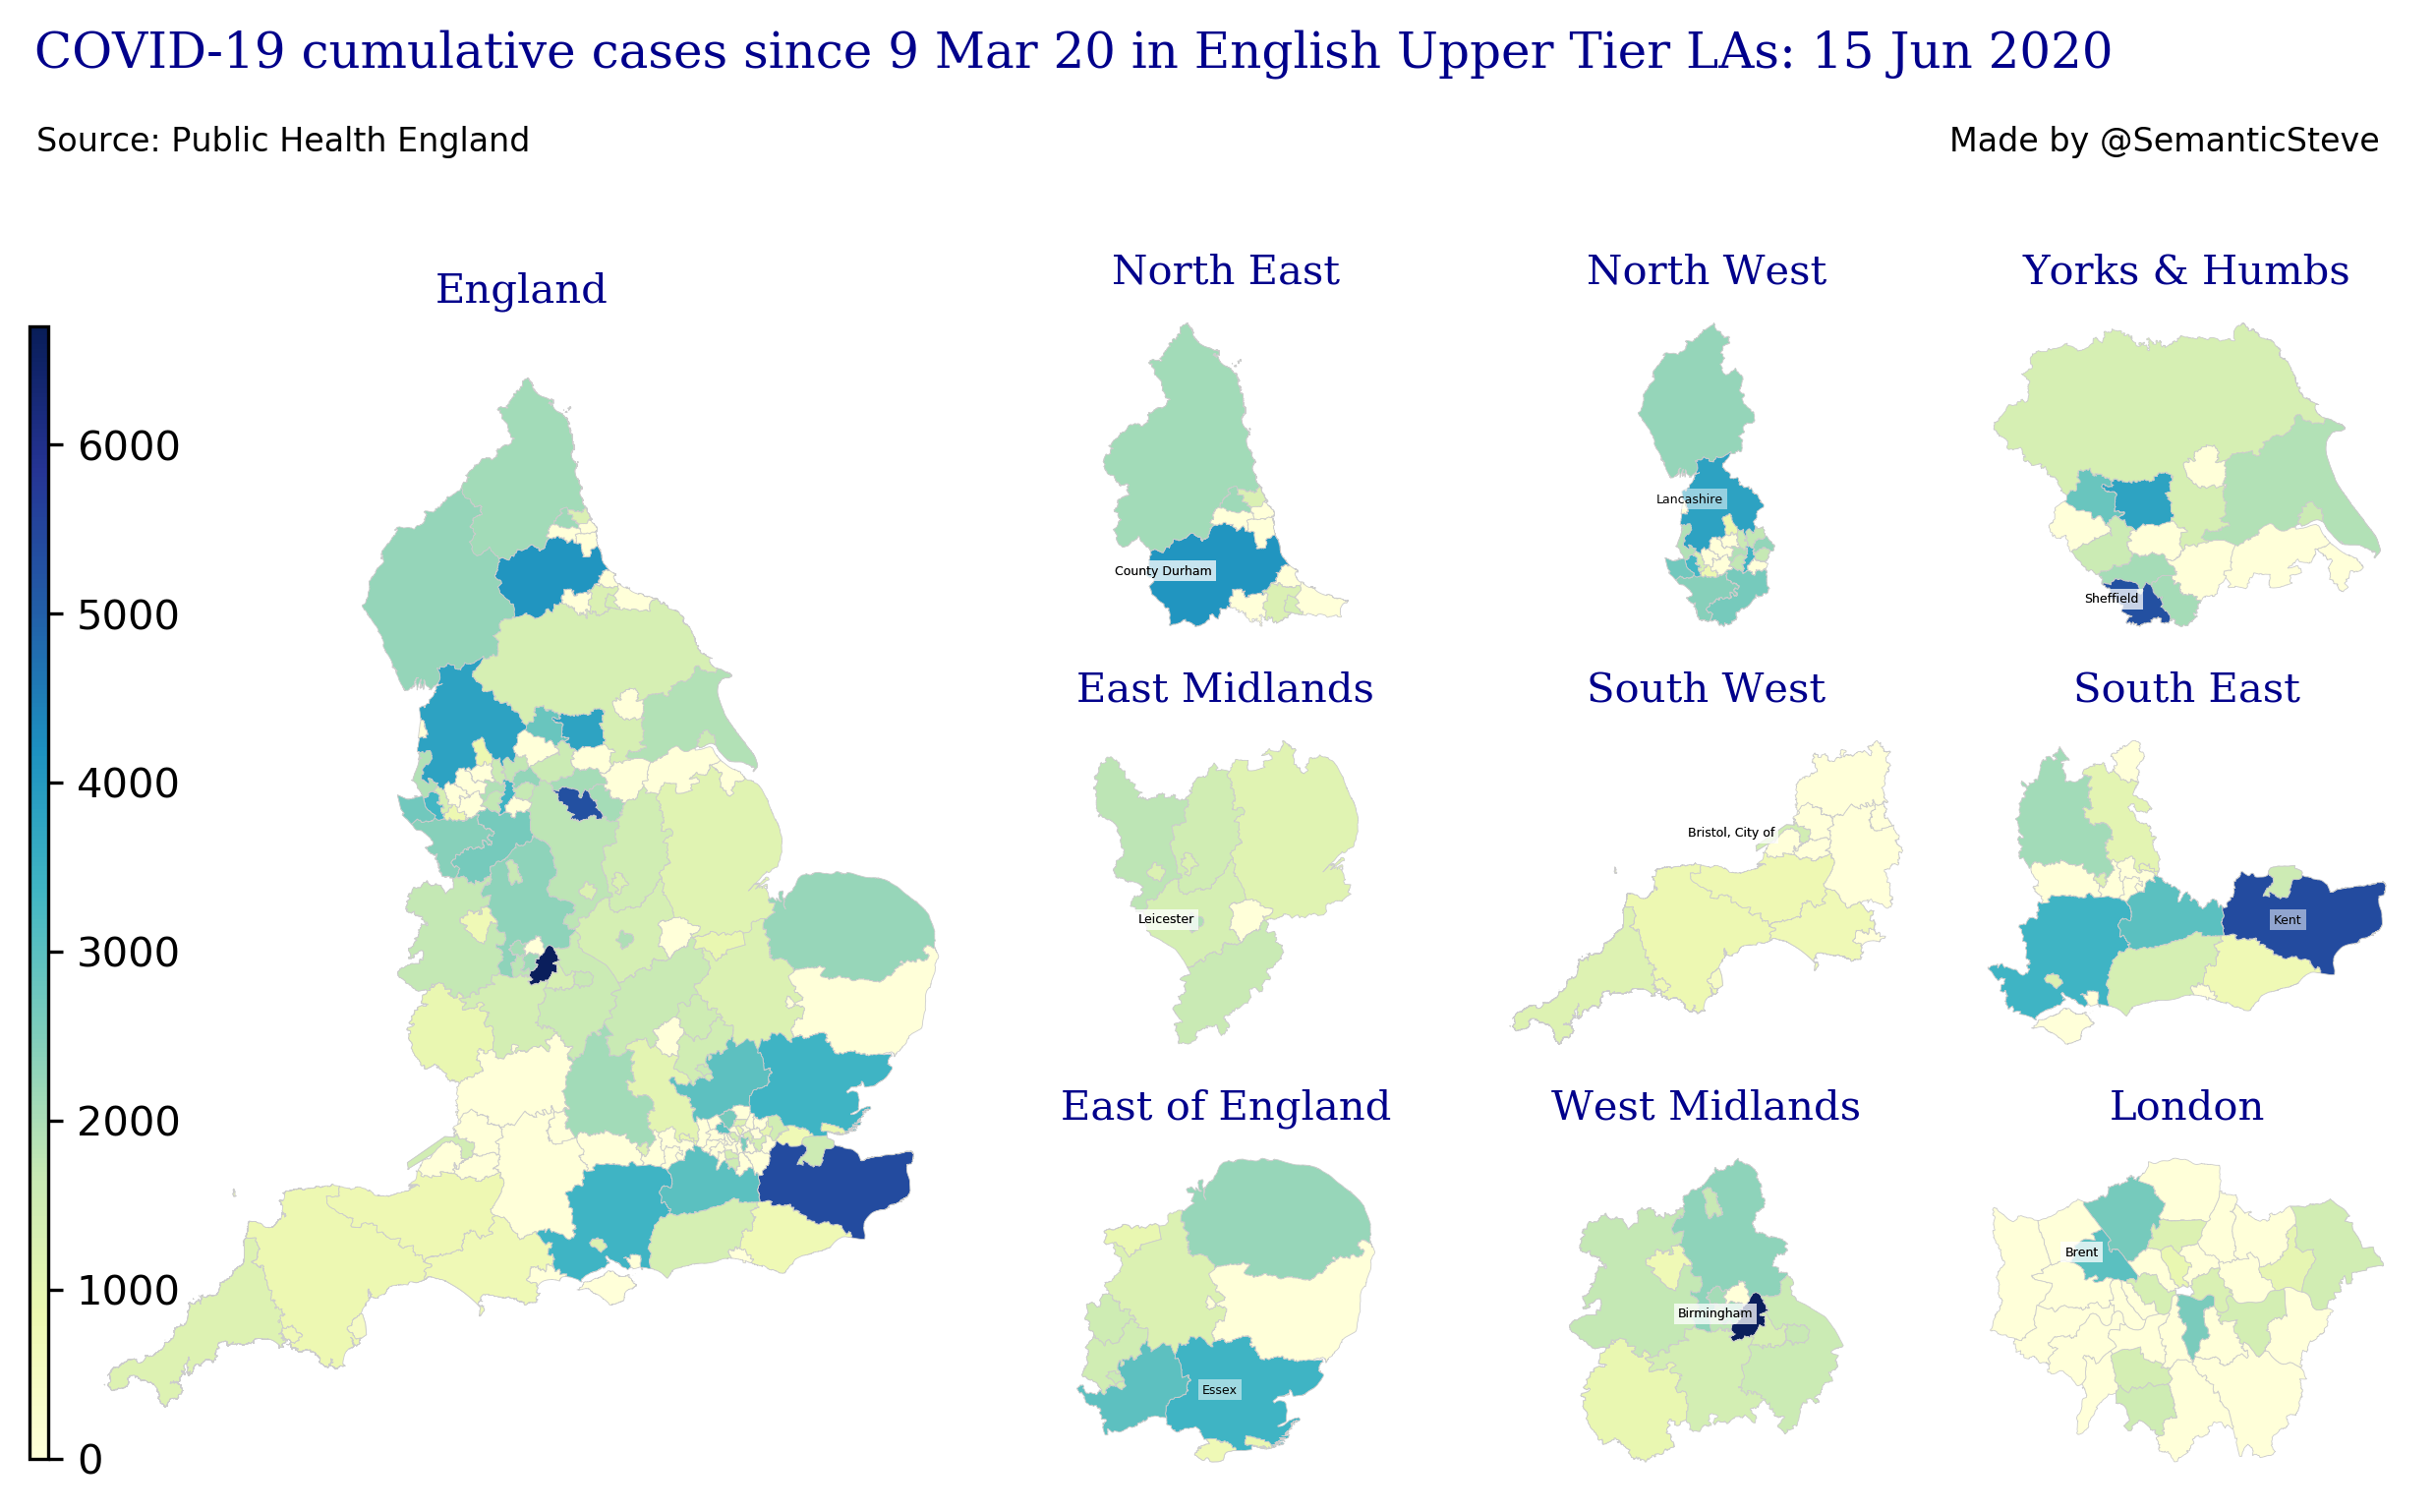 COVID-19 cumulative cases since 9 Mar 20 in English Upper Tier LAs: 15 Jun 2020
Source: Public Health England
Made by @SemanticSteve
England
North East
North West
Yorks & Humbs
6000
5000
4000
3000
2000
1000
0
County Durham
Lancashire
Sheffield
East Midlands
South West
South East
Leicester
Bristol, City of
Kent
East of England
West Midlands
London
Essex
Birmingham
Brent